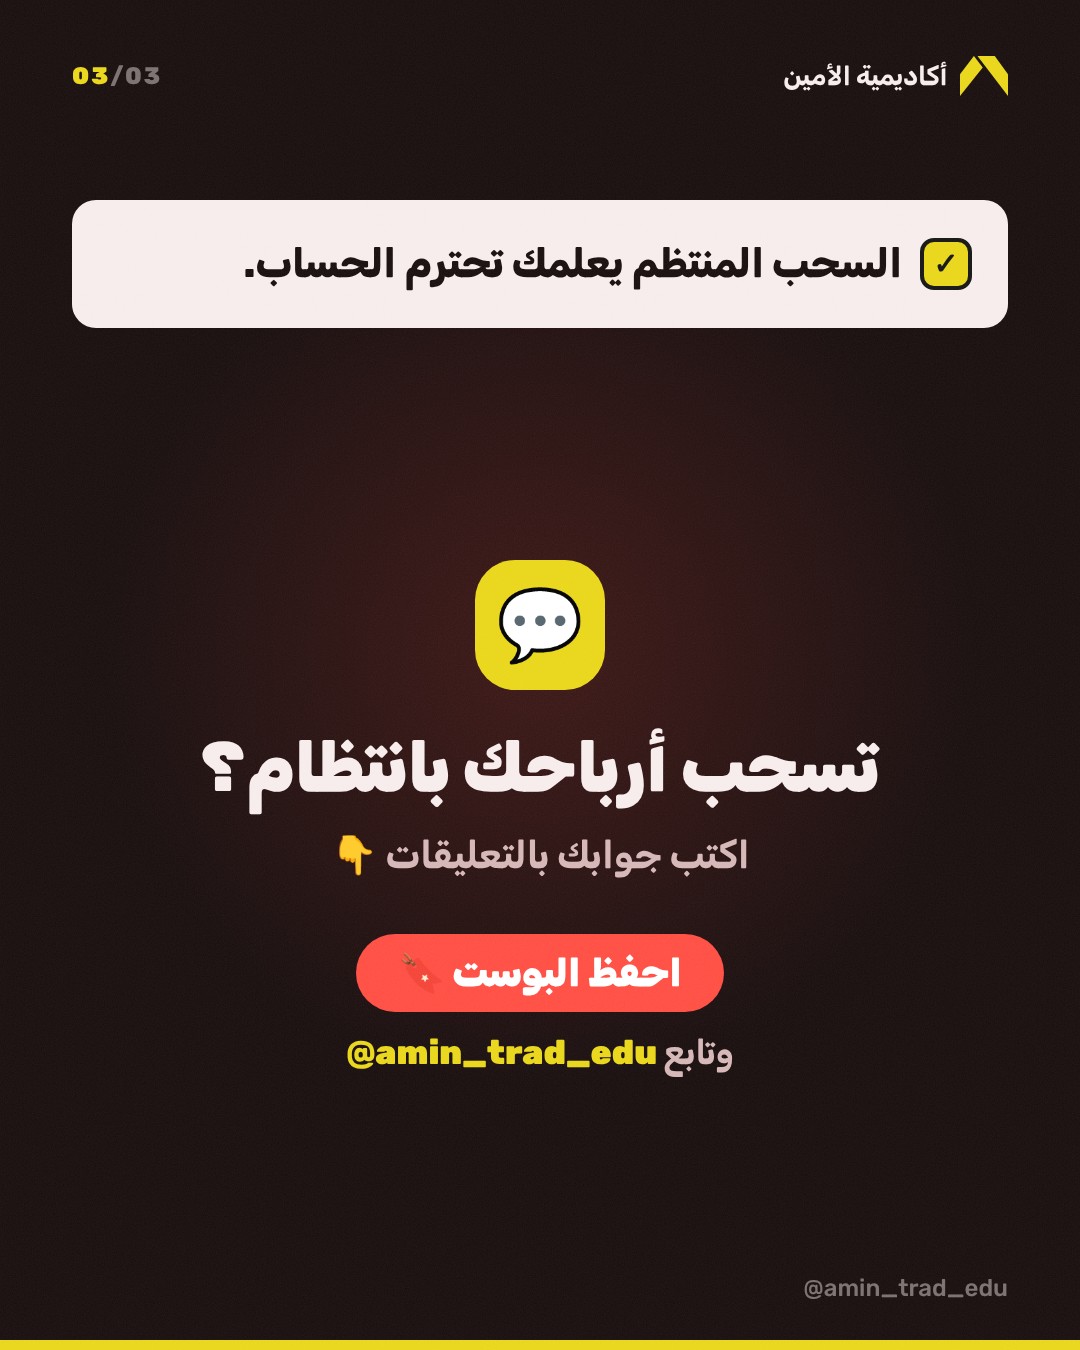 أكاديمية الأمين
03/03
السحب المنتظم يعلمك تحترم الحساب.
تسحب أرباحك بانتظام؟
اكتب جوابك بالتعليقات 👇
احفظ البوست 🔖
وتابع @amin_trad_edu
@amin_trad_edu